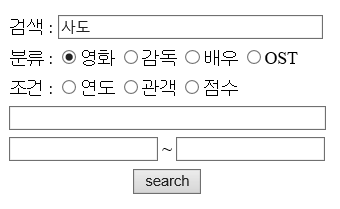 검색 : 사도
분류 : 영화 감독 배우 OST
조건 : 연도 관객 점수
~
search